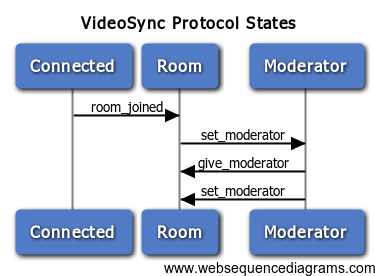 VideoSync Protocol States
Connected Room Moderator
room_joined
set_moderator
give_moderator
set_moderator
Connected Room Moderator
www.websequencediagrams.com